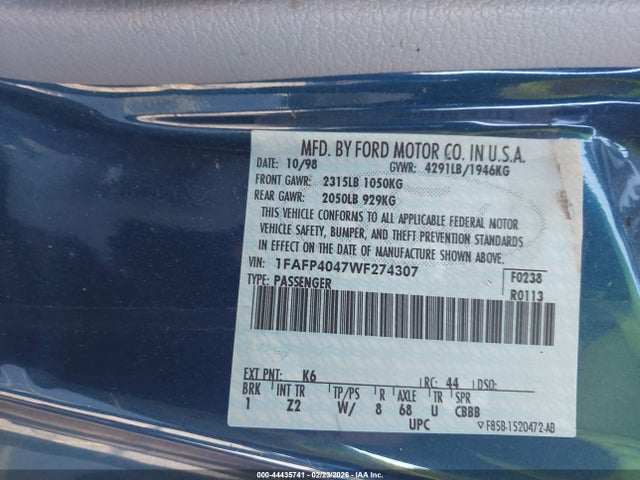 MFD. BY FORD MOTOR CO. IN U.S.A.
DATE: 10/98 GVWR: 4291LB/1946KG
FRONT GAWR: 2315LB 1050KG
REAR GAWR: 2050LB 929KG
THIS VEHICLE CONFORMS TO ALL APPLICABLE FEDERAL MOTOR
VEHICLE SAFETY, BUMPER, AND THEFT PREVENTION STANDARDS
IN EFFECT ON THE DATE OF MANUFACTURE SHOWN ABOVE.
VIN: 1FAFP4047WF274307 F0238
TYPE: PASSENGER R0113
EXT PNT: K6 RC: 44 DSO:
BRK INT TR TP/PS R AXLE TR SPR
1 Z2 W/ 8 68 U CBBB
UPC ▽F85B-1520472-AB
44435741 - 02/23/2026 - IAA Inc.